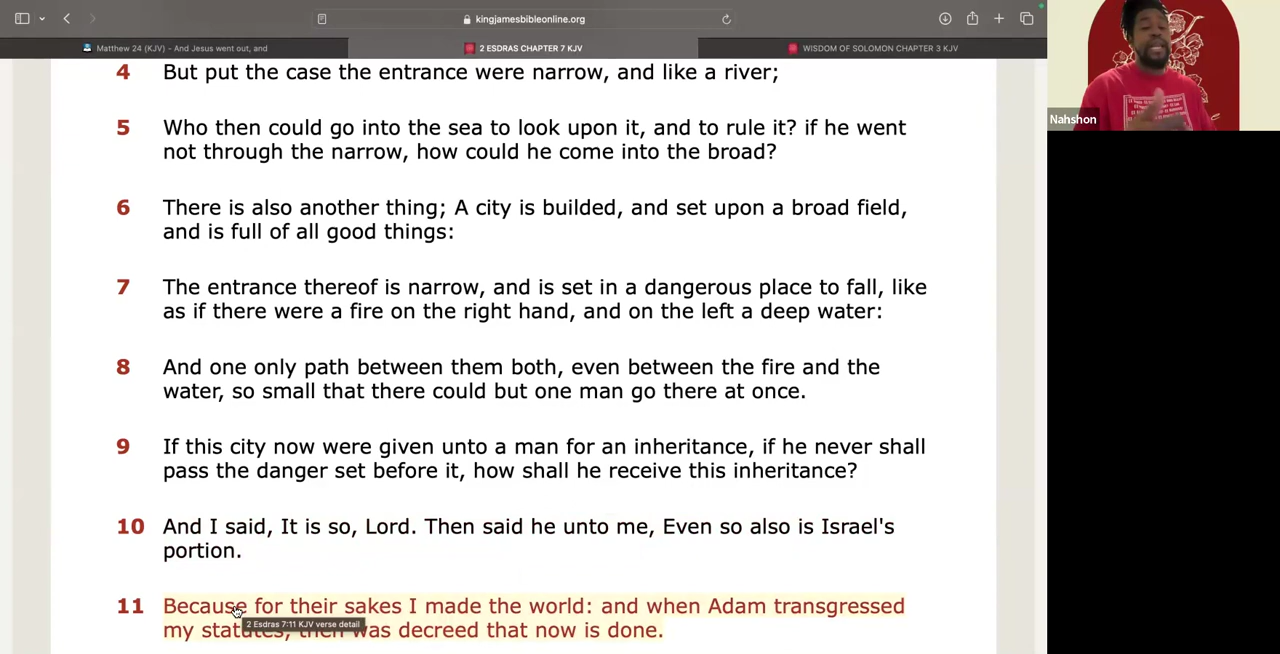 kingjamesbibleonline.org
Matthew 24 (KJV) - And Jesus went out, and
2 ESDRAS CHAPTER 7 KJV
WISDOM OF SOLOMON CHAPTER 3 KJV
4 But put the case the entrance were narrow, and like a river;
5 Who then could go into the sea to look upon it, and to rule it? if he went
not through the narrow, how could he come into the broad?
6 There is also another thing; A city is builded, and set upon a broad field,
and is full of all good things:
7 The entrance thereof is narrow, and is set in a dangerous place to fall, like
as if there were a fire on the right hand, and on the left a deep water:
8 And one only path between them both, even between the fire and the
water, so small that there could but one man go there at once.
9 If this city now were given unto a man for an inheritance, if he never shall
pass the danger set before it, how shall he receive this inheritance?
10 And I said, It is so, Lord. Then said he unto me, Even so also is Israel's
portion.
11 Because for their sakes I made the world: and when Adam transgressed
my statutes, then was decreed that now is done.
2 Esdras 7:11 KJV verse detail
Nahshon